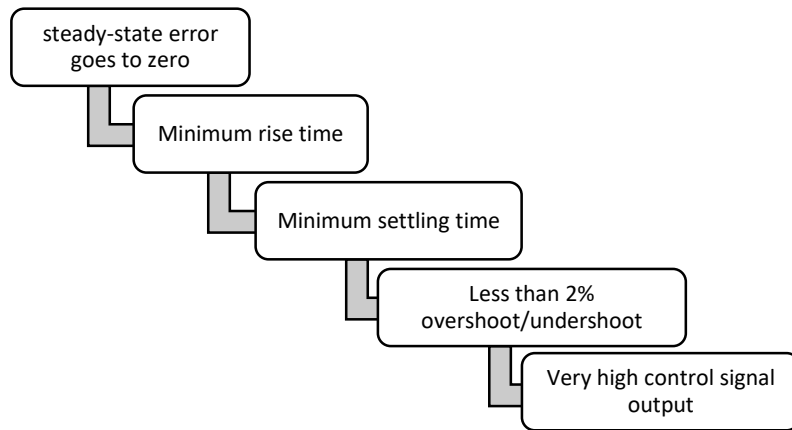 steady-state error
goes to zero
Minimum rise time
Minimum settling time
Less than 2%
overshoot/undershoot
Very high control signal
output